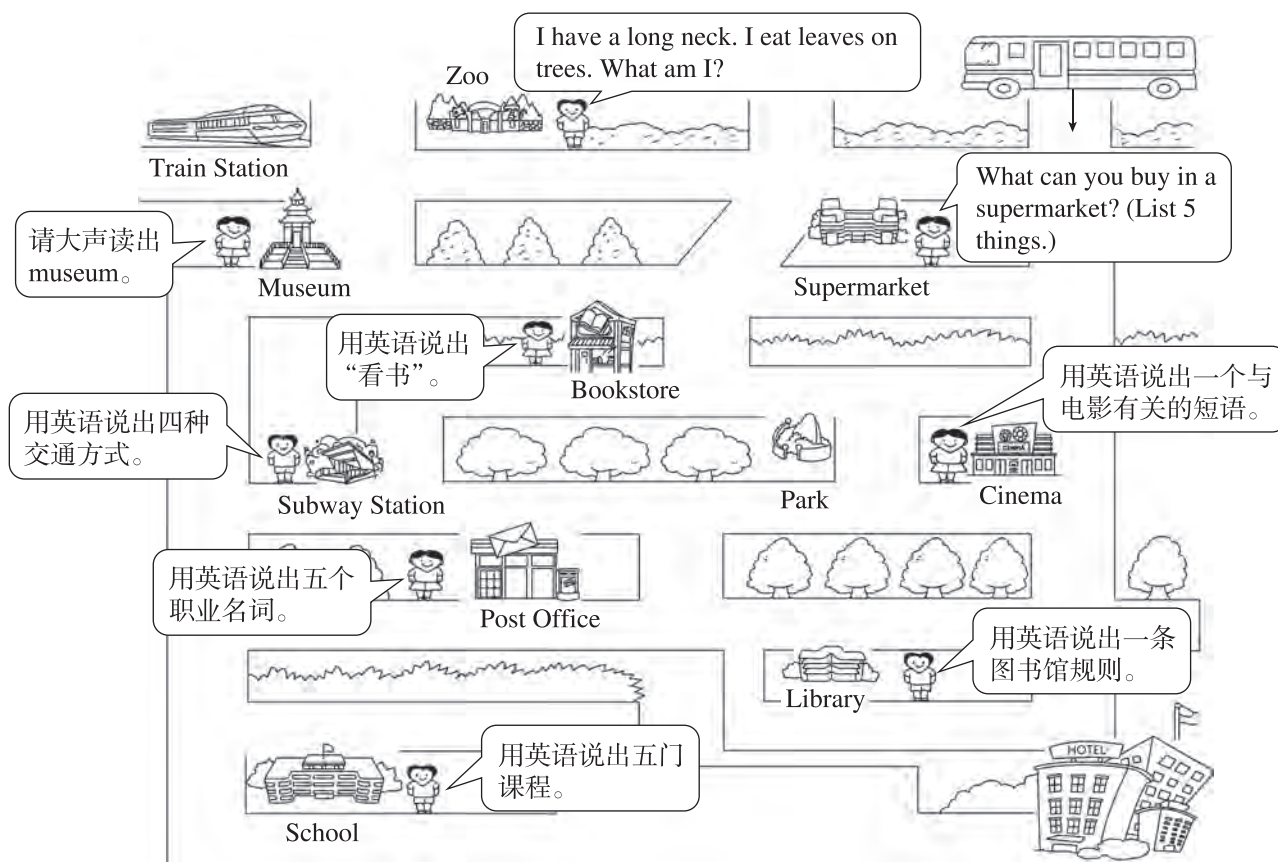 I have a long neck. I eat leaves on
trees. What am I?
Zoo
Train Station
What can you buy in a
supermarket? (List 5
things.)
请大声读出
museum。
Museum
Supermarket
用英语说出
“看书”。
Bookstore
用英语说出一个与
电影有关的短语。
用英语说出四种
交通方式。
Subway Station
Park
CINEMA
Cinema
用英语说出五个
职业名词。
Post Office
用英语说出一条
图书馆规则。
Library
HOTEL
用英语说出五门
课程。
School